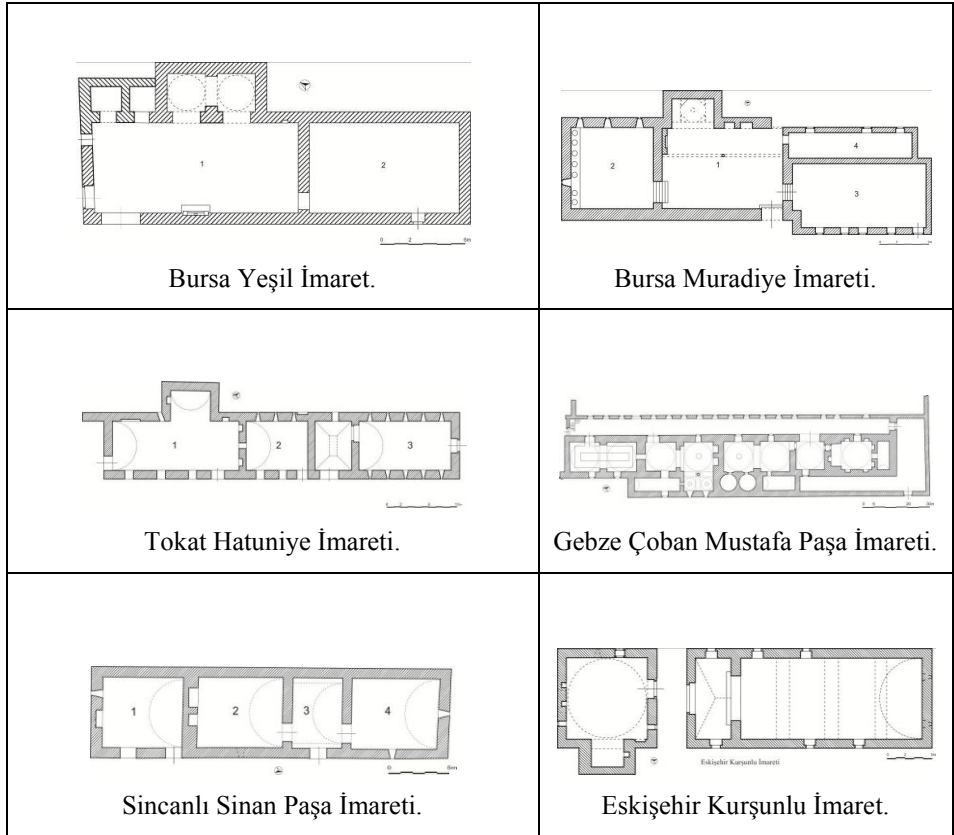 1
2
Bursa Yeşil İmaret.
2
1
4
3
Bursa Muradiye İmareti.
1
2
3
Tokat Hatuniye İmareti.
Gebze Çoban Mustafa Paşa İmareti.
1
2
3
4
Sincanlı Sinan Paşa İmareti.
Eskişehir Kurşunlu İmareti
Eskişehir Kurşunlu İmaret.